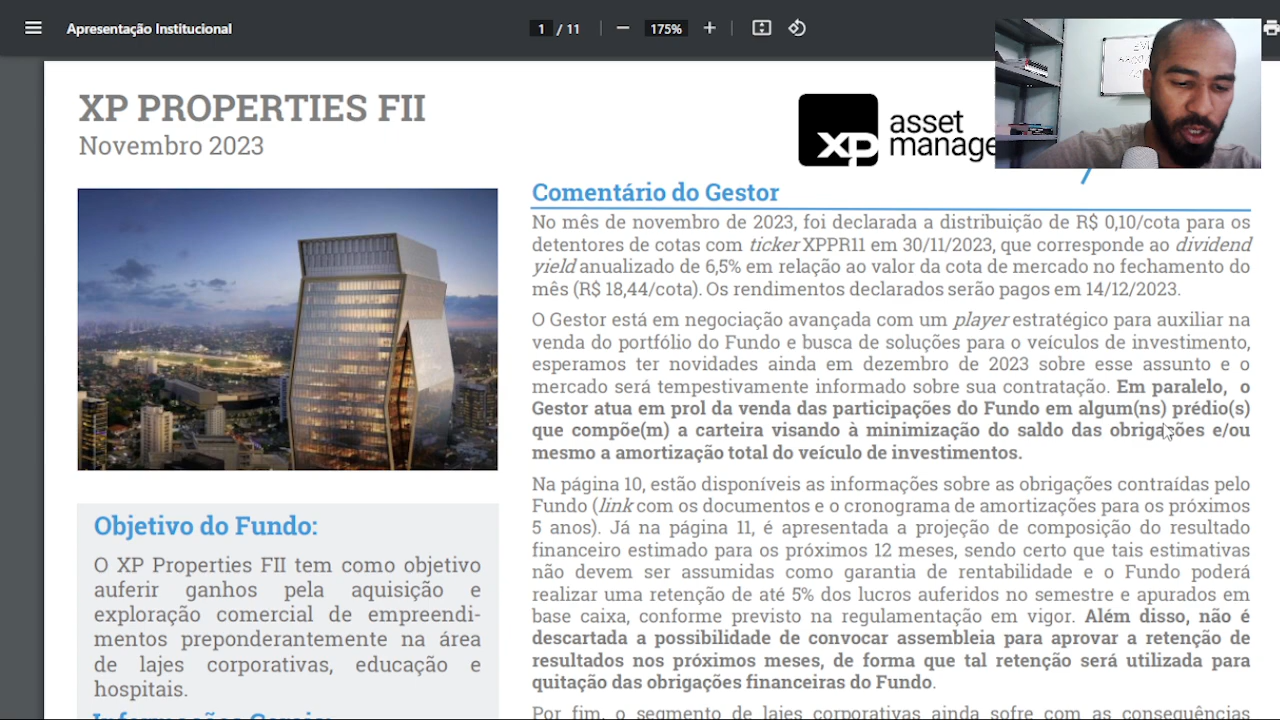 Apresentação Institucional
1 / 11
175%
XP PROPERTIES FII
Novembro 2023
xp asset
Comentário do Gestor
No mês de novembro de 2023, foi declarada a distribuição de R$ 0,10/cota para os
detentores de cotas com ticker XPPR11 em 30/11/2023, que corresponde ao dividend
yield anualizado de 6,5% em relação ao valor da cota de mercado no fechamento do
mês (R$ 18,44/cota). Os rendimentos declarados serão pagos em 14/12/2023.
O Gestor está em negociação avançada com um player estratégico para auxiliar na
venda do portfólio do Fundo e busca de soluções para o veículos de investimento,
esperamos ter novidades ainda em dezembro de 2023 sobre esse assunto e o
mercado será tempestivamente informado sobre sua contratação. Em paralelo, o
Gestor atua em prol da venda das participações do Fundo em algum(ns) prédio(s)
que compõe(m) a carteira visando à minimização do saldo das obrigações e/ou
mesmo a amortização total do veículo de investimentos.
Na página 10, estão disponíveis as informações sobre as obrigações contraídas pelo
Fundo (link com os documentos e o cronograma de amortizações para os próximos
5 anos). Já na página 11, é apresentada a projeção de composição do resultado
financeiro estimado para os próximos 12 meses, sendo certo que tais estimativas
não devem ser assumidas como garantia de rentabilidade e o Fundo poderá
realizar uma retenção de até 5% dos lucros auferidos no semestre e apurados em
base caixa, conforme previsto na regulamentação em vigor. Além disso, não é
descartada a possibilidade de convocar assembleia para aprovar a retenção de
resultados nos próximos meses, de forma que tal retenção será utilizada para
quitação das obrigações financeiras do Fundo.
Por fim, o segmento de lajes corporativas ainda sofre com as consequências
Objetivo do Fundo:
O XP Properties FII tem como objetivo
auferir ganhos pela aquisição e
exploração comercial de empreendi-
mentos preponderantemente na área
de lajes corporativas, educação e
hospitais.
Informações Gerais: